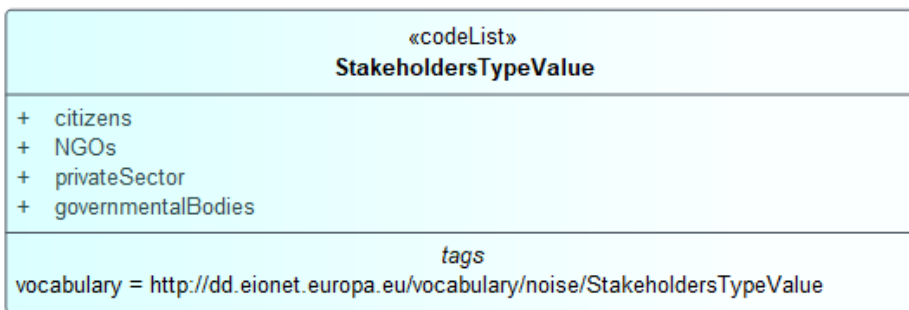 «codeList»
StakeholdersTypeValue
+ citizens
+ NGOs
+ privateSector
+ governmentalBodies
tags
vocabulary = http://dd.eionet.europa.eu/vocabulary/noise/StakeholdersTypeValue